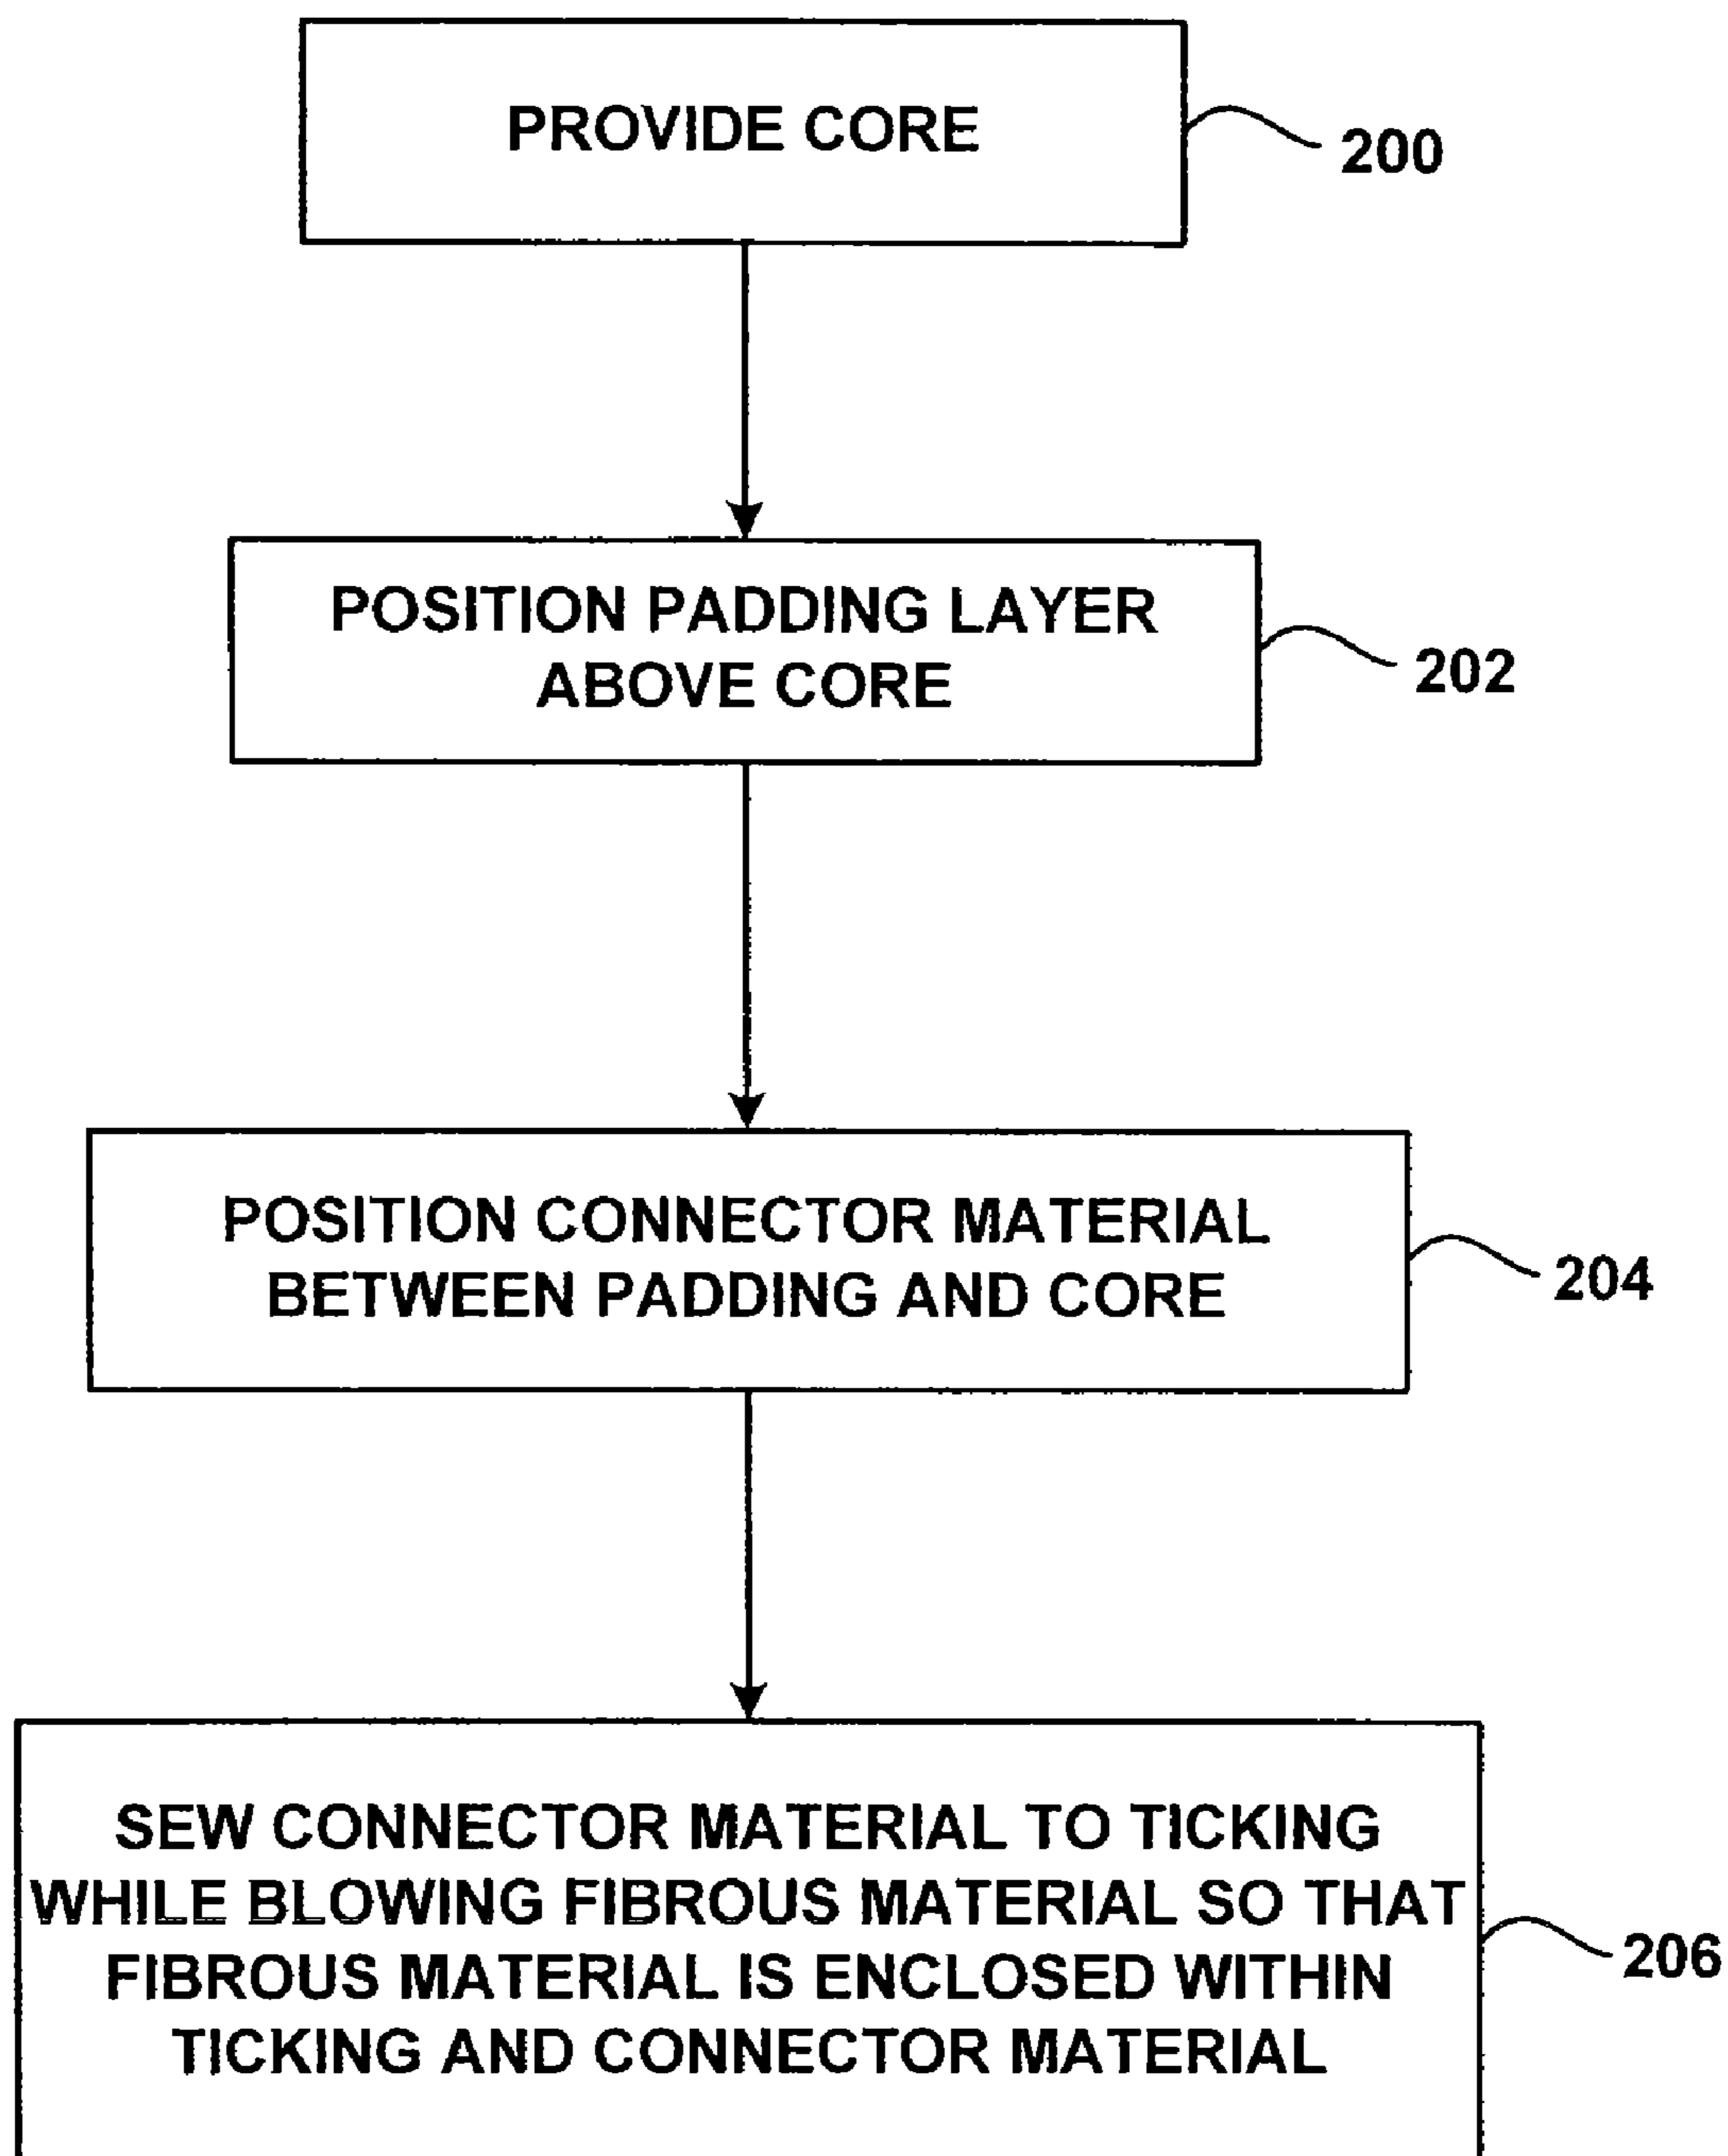 PROVIDE CORE
200
POSITION PADDING LAYER
ABOVE CORE
202
POSITION CONNECTOR MATERIAL
BETWEEN PADDING AND CORE
204
SEW CONNECTOR MATERIAL TO TICKING
WHILE BLOWING FIBROUS MATERIAL SO THAT
FIBROUS MATERIAL IS ENCLOSED WITHIN
TICKING AND CONNECTOR MATERIAL
206